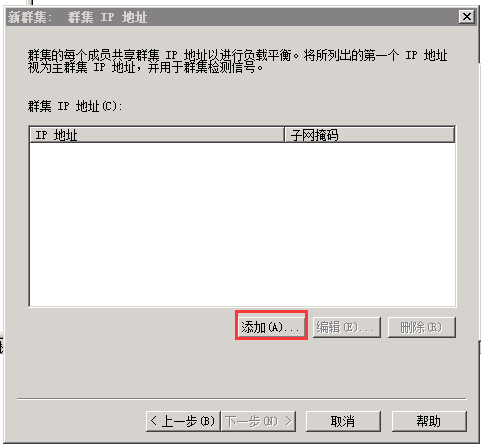 新群集: 群集 IP 地址
群集的每个成员共享群集 IP 地址以进行负载平衡。将所列出的第一个 IP 地址
视为主群集 IP 地址，并用于群集检测信号。
群集 IP 地址(C):
IP 地址 子网掩码
添加(A)... 编辑(E)... 删除(R)
< 上一步(B) 下一步(N) > 取消 帮助